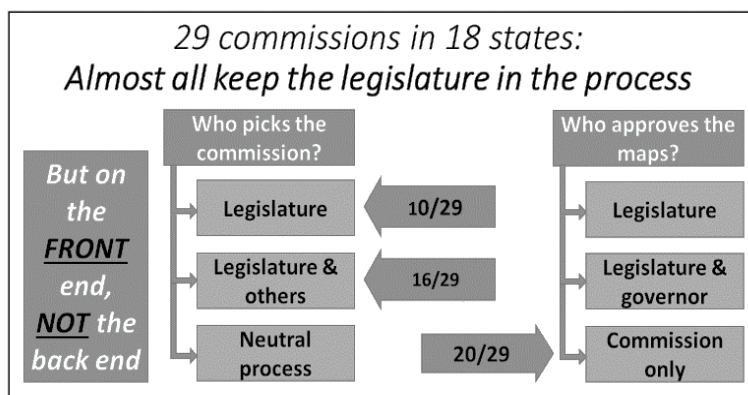 29 commissions in 18 states:
Almost all keep the legislature in the process
But on
the
FRONT
end,
NOT the
back end
Who picks the
commission?
Legislature
Legislature &
others
Neutral
process
10/29
16/29
20/29
Who approves the
maps?
Legislature
Legislature &
governor
Commission
only